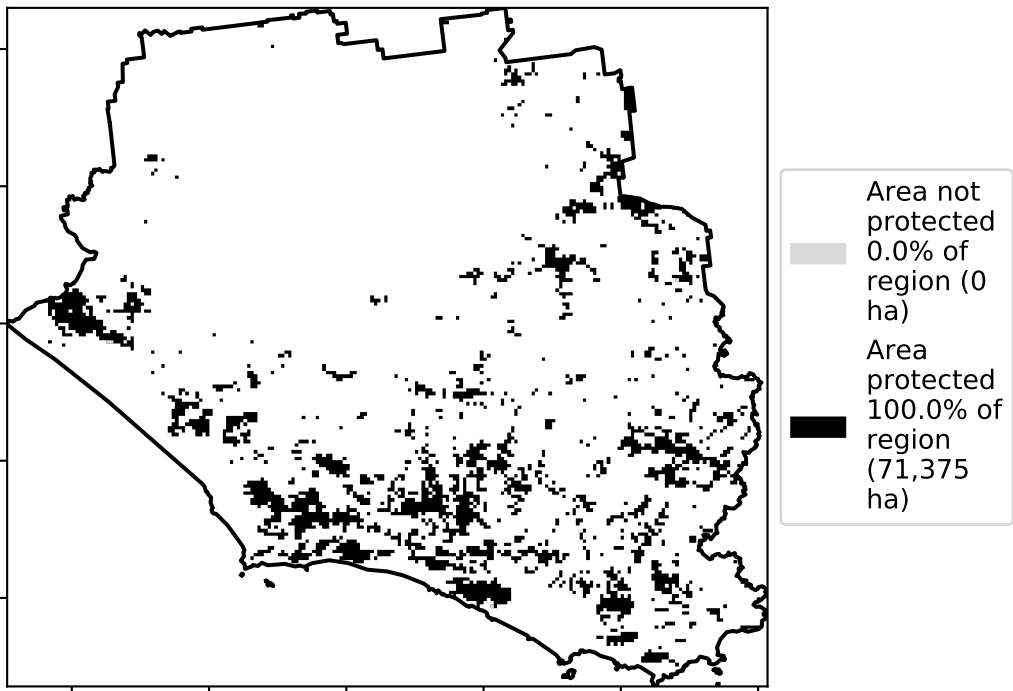 Area not
protected
0.0% of
region (0
ha)
Area
protected
100.0% of
region
(71,375
ha)